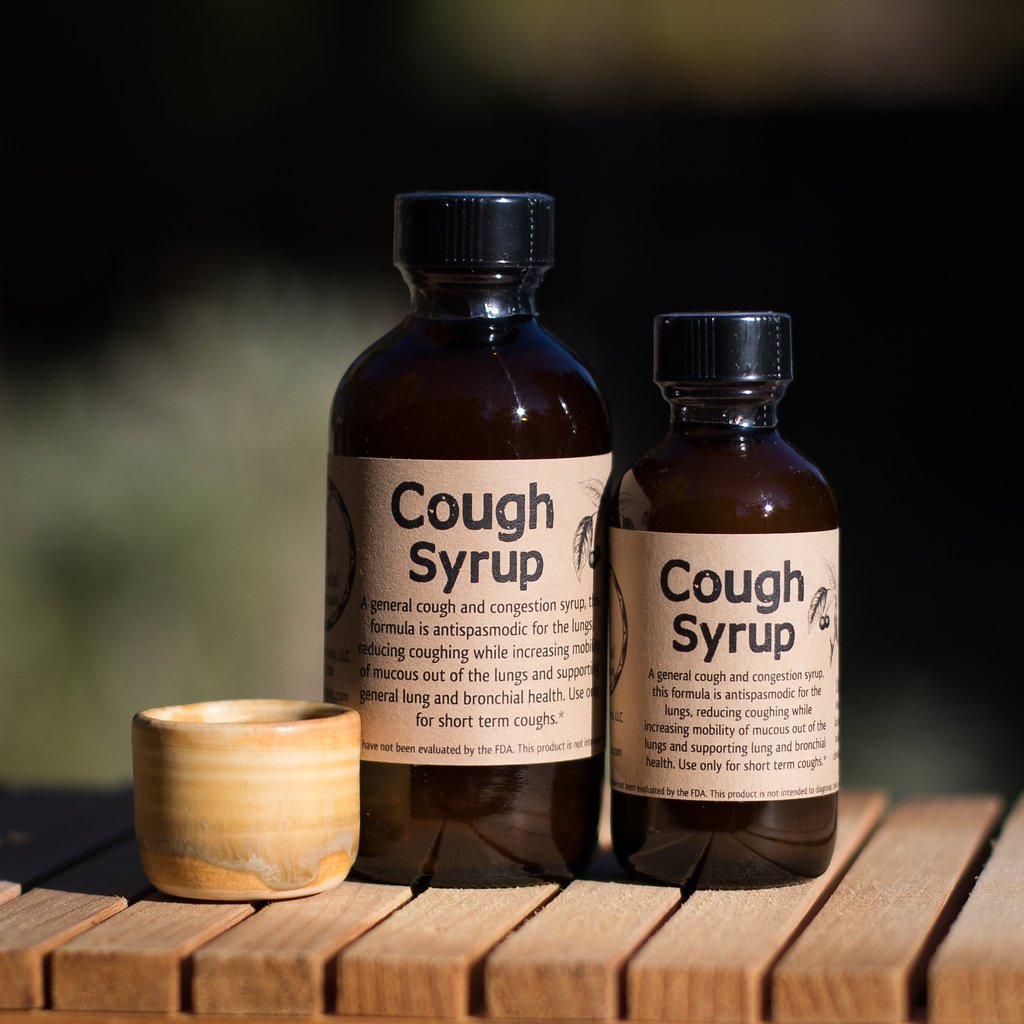 Cough
Syrup
A general cough and congestion syrup,
formula is antispasmodic for the lungs,
reducing coughing while increasing
of mucous out of the lungs and
general lung and bronchial health. Use
for short term coughs.*
have not been evaluated by the FDA. This product is not
LLC
.com
Cough
Syrup
A general cough and congestion syrup,
this formula is antispasmodic for the
lungs, reducing coughing while
increasing mobility of mucous out of the
lungs and supporting lung and bronchial
health. Use only for short term coughs.*
been evaluated by the FDA. This product is not intended to diagnose,
LLC